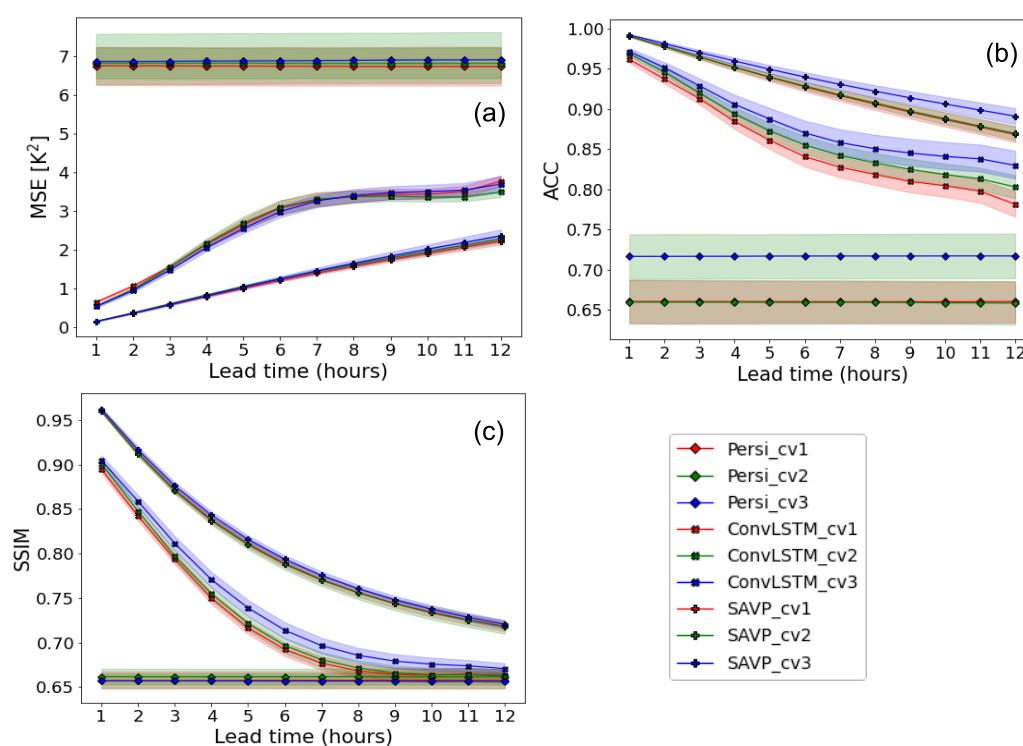 (a)
MSE [K²]
7
6
5
4
3
2
1
0
1 2 3 4 5 6 7 8 9 10 11 12
Lead time (hours)
(b)
ACC
1.00
0.95
0.90
0.85
0.80
0.75
0.70
0.65
1 2 3 4 5 6 7 8 9 10 11 12
Lead time (hours)
(c)
SSIM
0.95
0.90
0.85
0.80
0.75
0.70
0.65
1 2 3 4 5 6 7 8 9 10 11 12
Lead time (hours)
Persi_cv1
Persi_cv2
Persi_cv3
ConvLSTM_cv1
ConvLSTM_cv2
ConvLSTM_cv3
SAVP_cv1
SAVP_cv2
SAVP_cv3